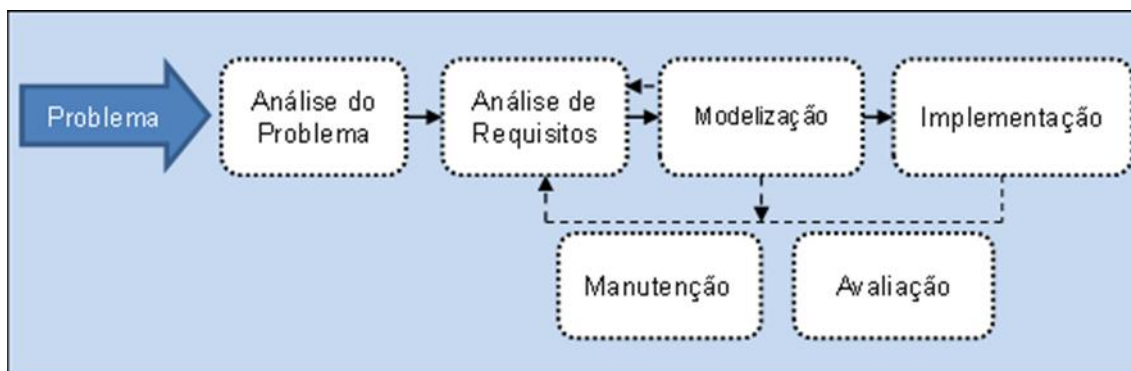 Problema
Análise do
Problema
Análise de
Requisitos
Modelização
Implementação
Manutenção
Avaliação